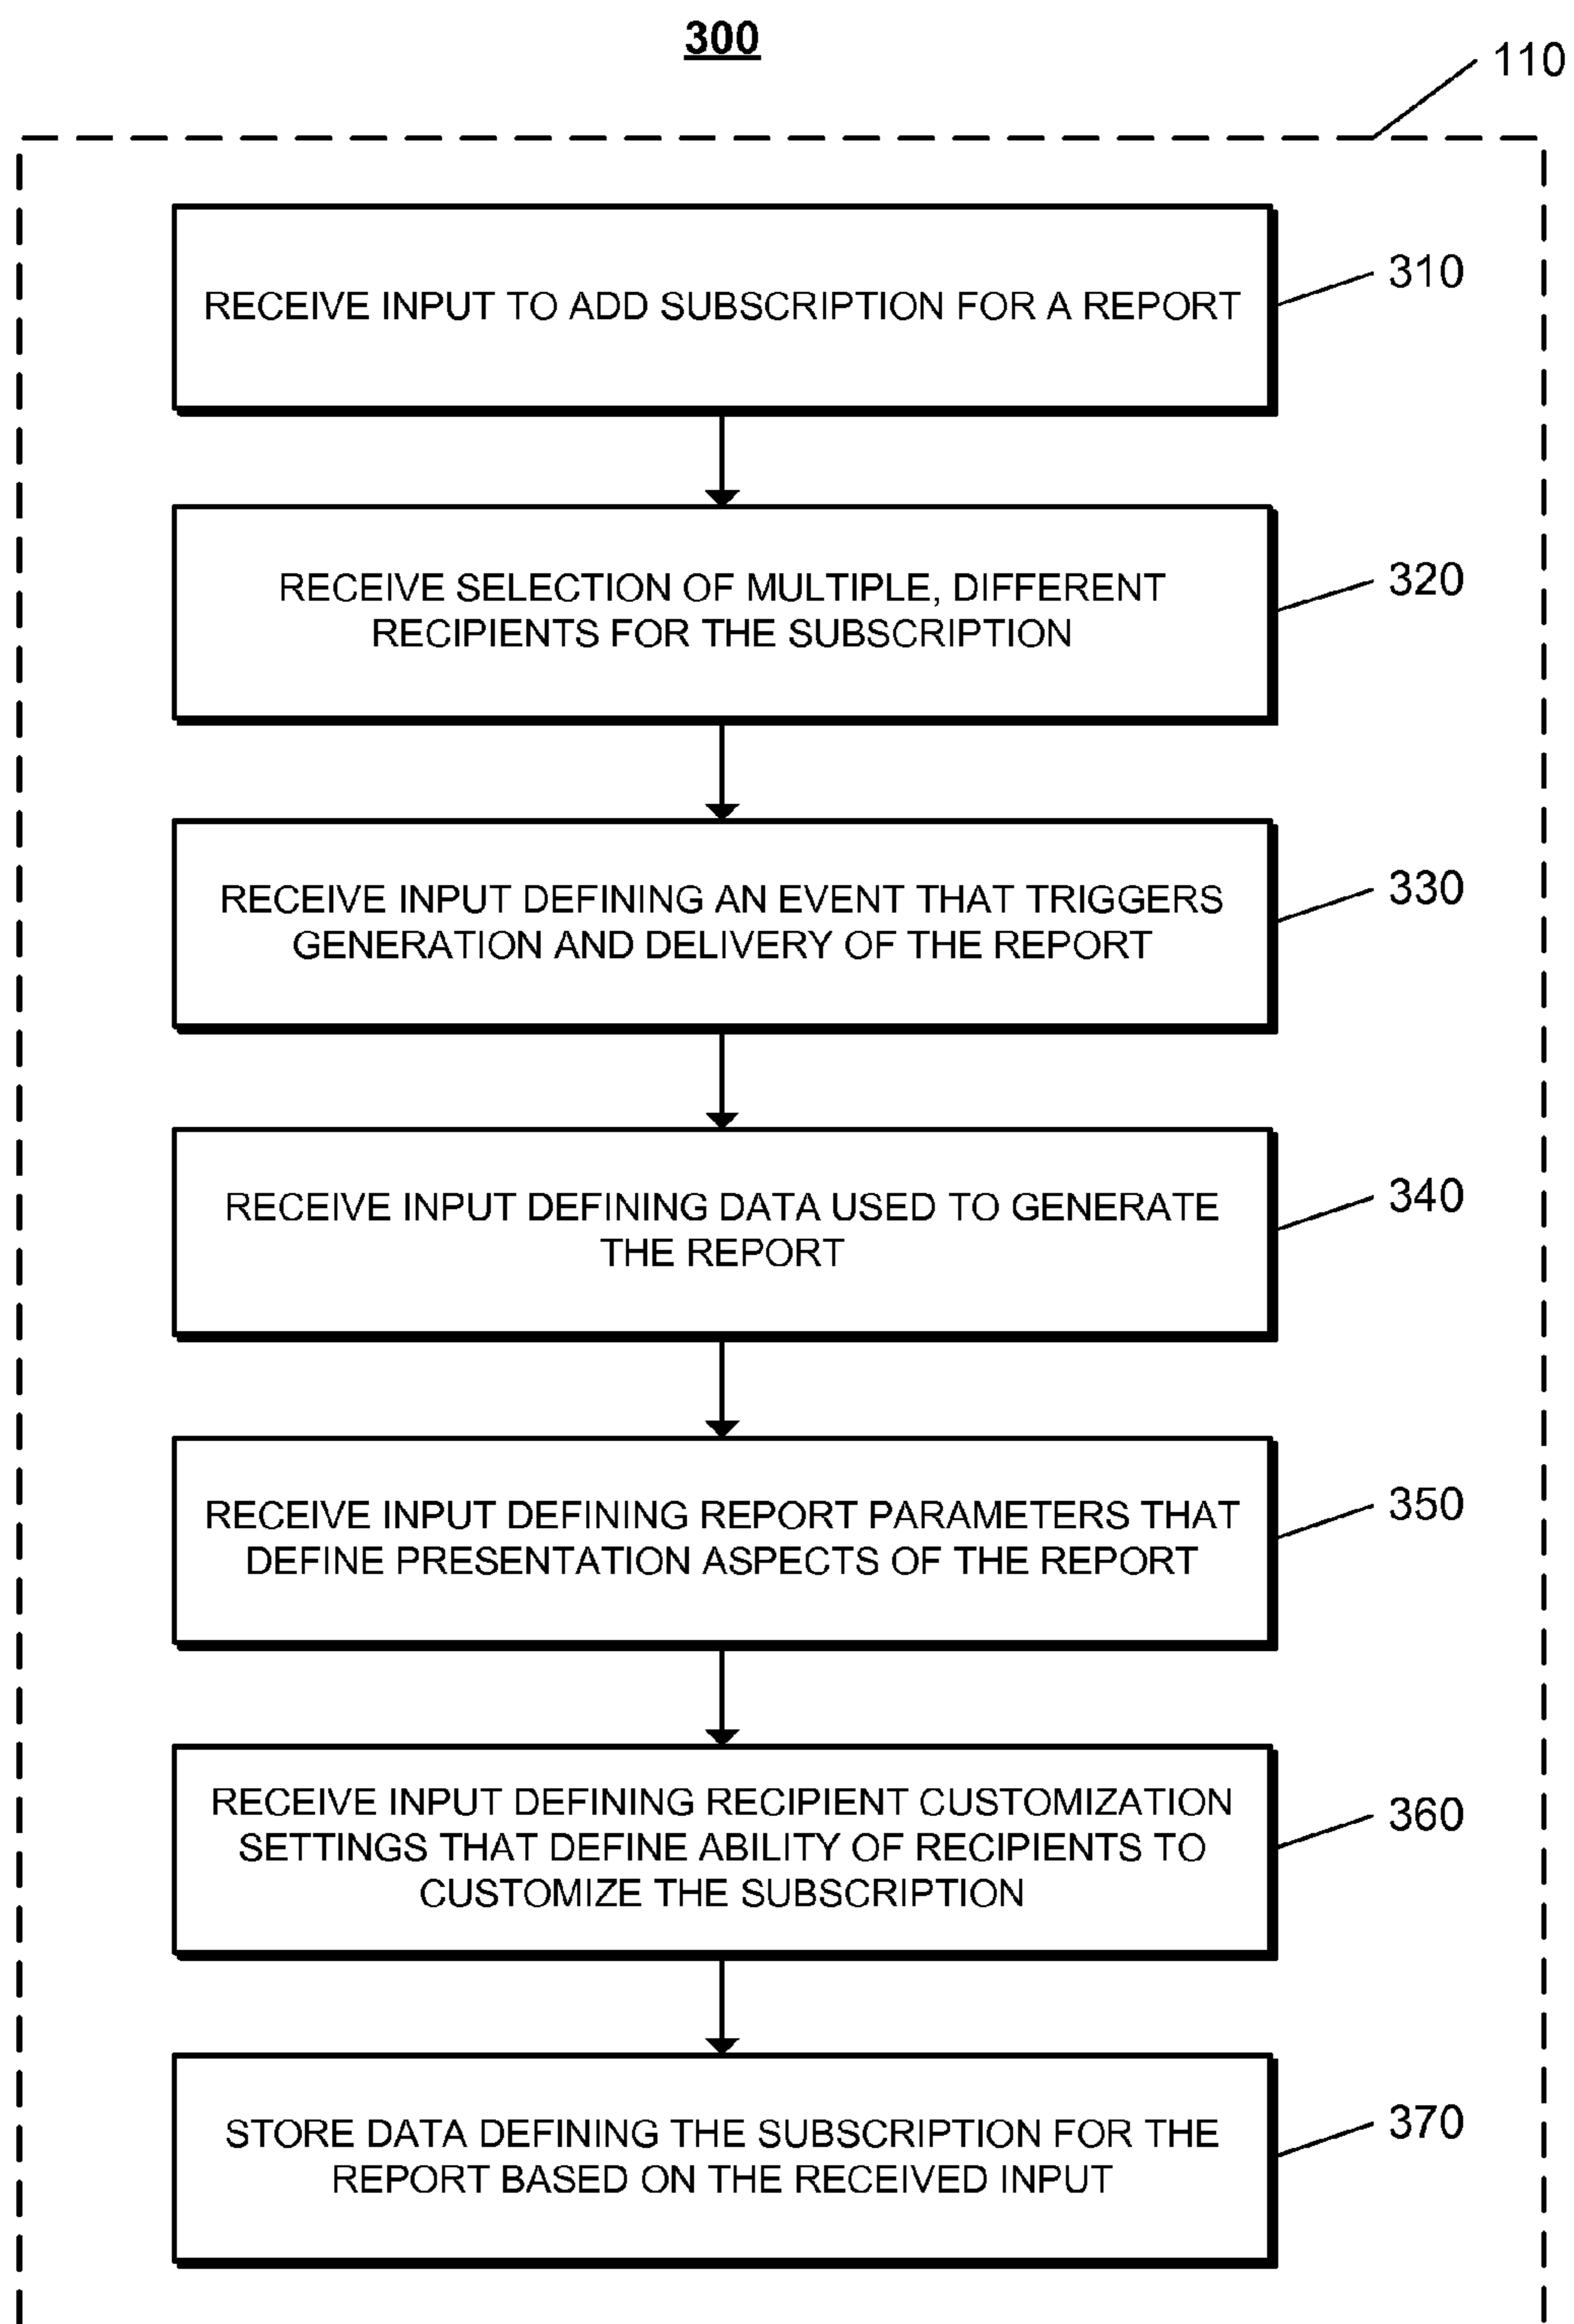 300
110
RECEIVE INPUT TO ADD SUBSCRIPTION FOR A REPORT
310
RECEIVE SELECTION OF MULTIPLE, DIFFERENT
RECIPIENTS FOR THE SUBSCRIPTION
320
RECEIVE INPUT DEFINING AN EVENT THAT TRIGGERS
GENERATION AND DELIVERY OF THE REPORT
330
RECEIVE INPUT DEFINING DATA USED TO GENERATE
THE REPORT
340
RECEIVE INPUT DEFINING REPORT PARAMETERS THAT
DEFINE PRESENTATION ASPECTS OF THE REPORT
350
RECEIVE INPUT DEFINING RECIPIENT CUSTOMIZATION
SETTINGS THAT DEFINE ABILITY OF RECIPIENTS TO
CUSTOMIZE THE SUBSCRIPTION
360
STORE DATA DEFINING THE SUBSCRIPTION FOR THE
REPORT BASED ON THE RECEIVED INPUT
370